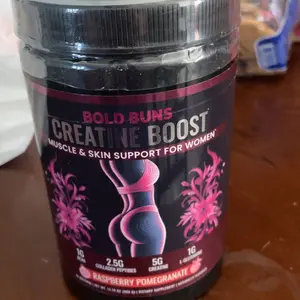 BOLD BUNS
CREATINE BOOST
MUSCLE & SKIN SUPPORT FOR WOMEN
2.5G 5G 1G
COLLAGEN PEPTIDES CREATINE
RASPBERRY POMEGRANATE